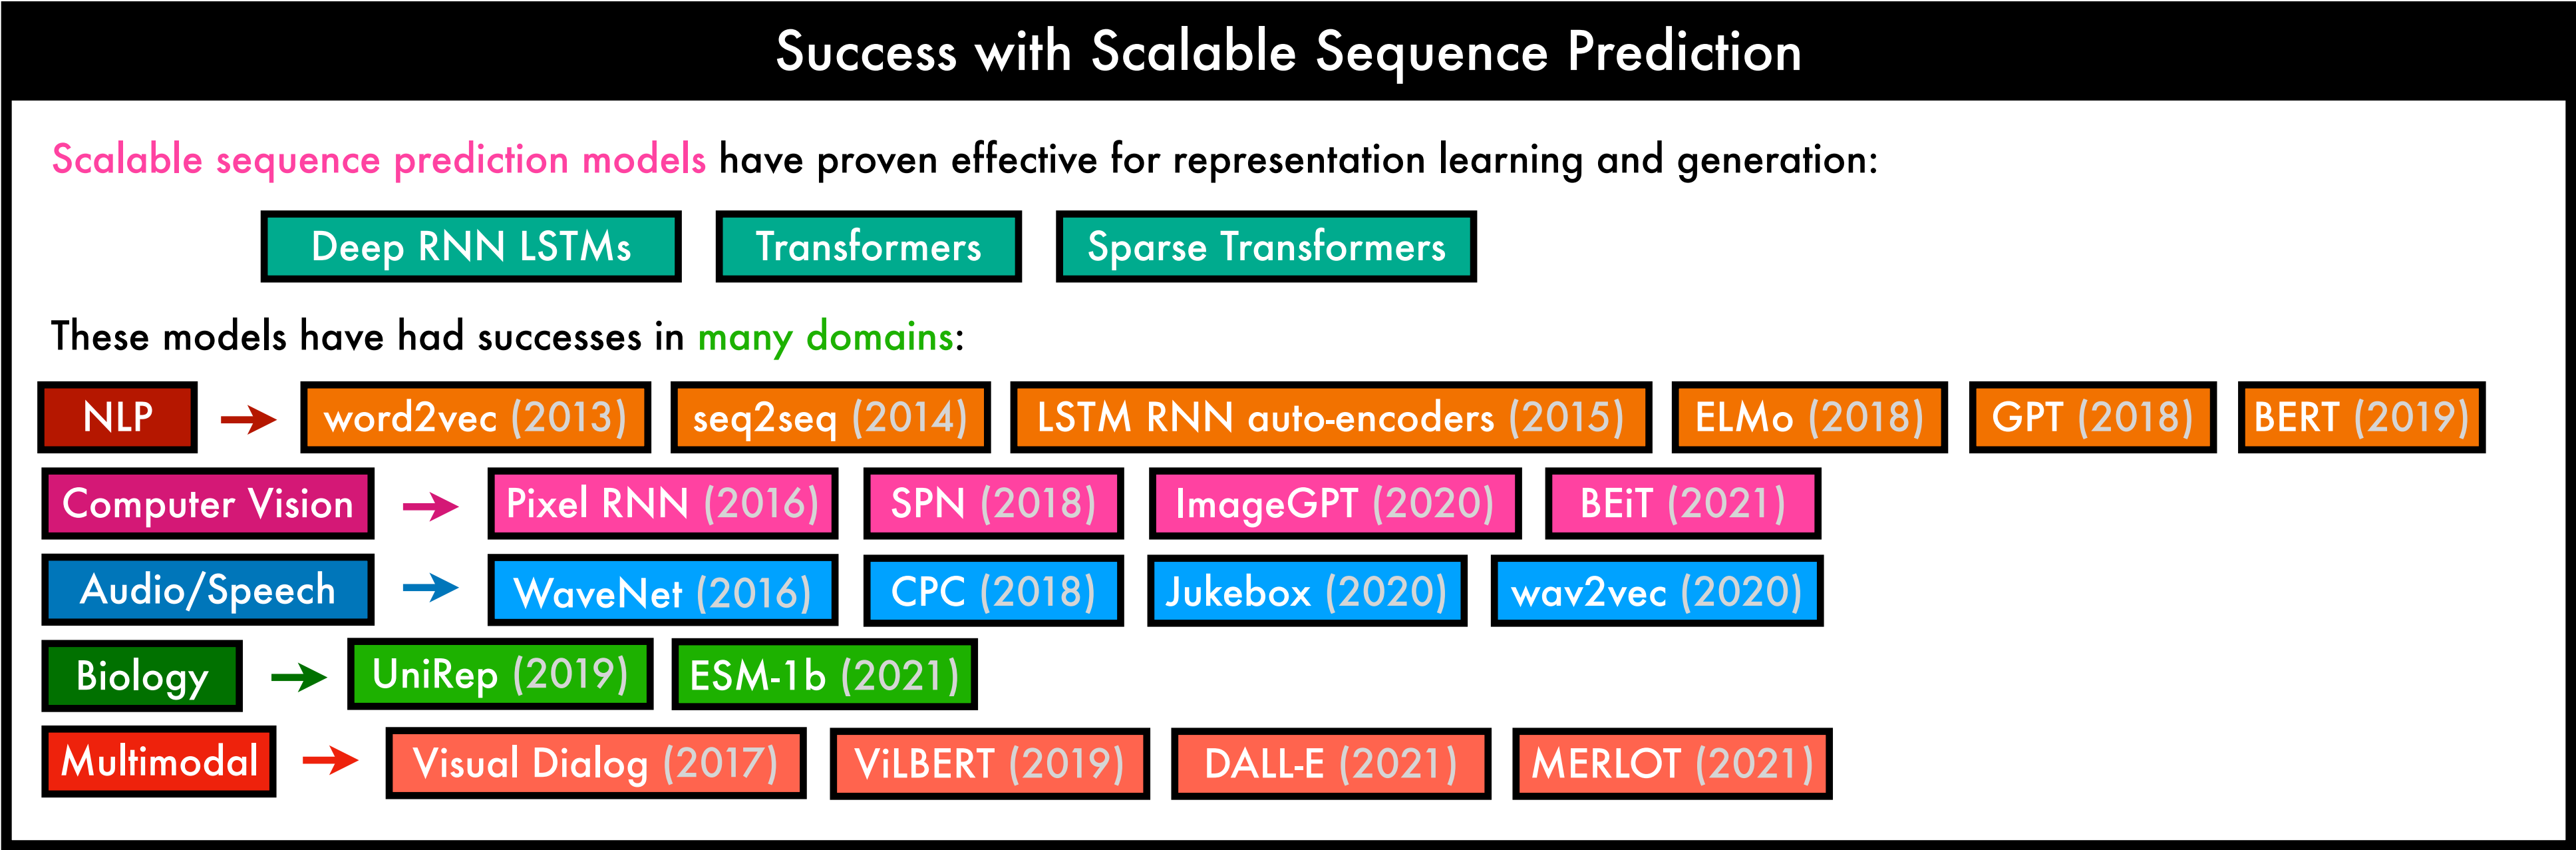 Success with Scalable Sequence Prediction
Scalable sequence prediction models have proven effective for representation learning and generation:
Deep RNN LSTMs Transformers Sparse Transformers
These models have had successes in many domains:
NLP word2vec (2013) seq2seq (2014) LSTM RNN auto-encoders (2015) ELMo (2018) GPT (2018) BERT (2019)
Computer Vision Pixel RNN (2016) SPN (2018) ImageGPT (2020) BEiT (2021)
Audio/Speech WaveNet (2016) CPC (2018) Jukebox (2020) wav2vec (2020)
Biology UniRep (2019) ESM-1b (2021)
Multimodal Visual Dialog (2017) ViLBERT (2019) DALL-E (2021) MERLOT (2021)